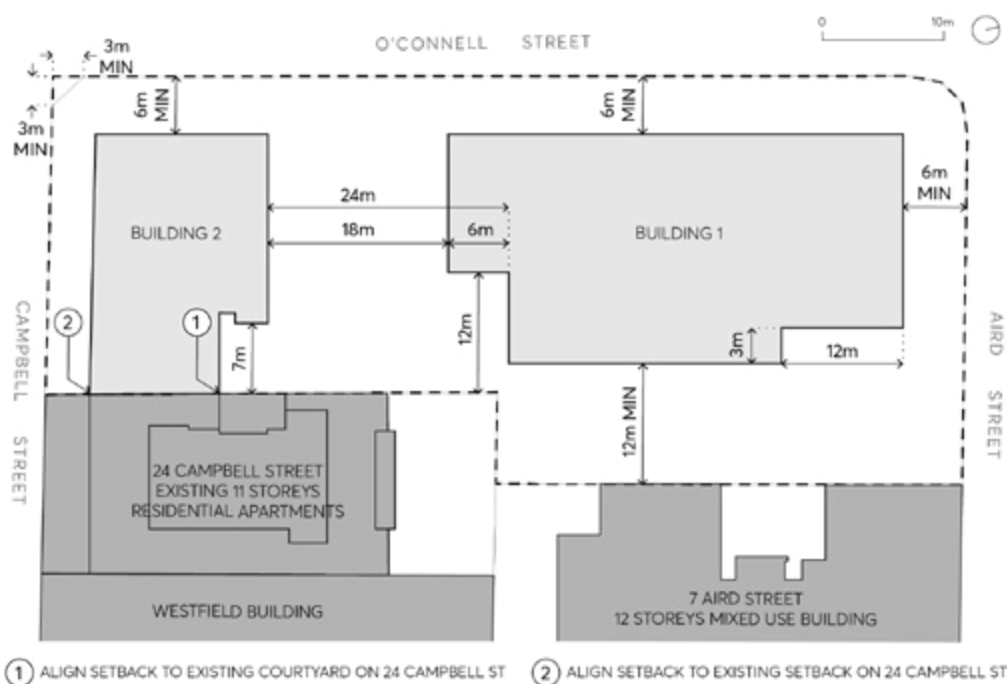 0 10m
O'CONNELL STREET
3m
MIN
3m
MIN
6m
MIN
6m
MIN
6m
MIN
24m
18m
6m
BUILDING 2
BUILDING 1
CAMPBELL STREET
AIRD STREET
2
1
7m
12m
3m
12m
12m MIN
24 CAMPBELL STREET
EXISTING 11 STOREYS
RESIDENTIAL APARTMENTS
WESTFIELD BUILDING
7 AIRD STREET
12 STOREYS MIXED USE BUILDING
1 ALIGN SETBACK TO EXISTING COURTYARD ON 24 CAMPBELL ST
2 ALIGN SETBACK TO EXISTING SETBACK ON 24 CAMPBELL ST